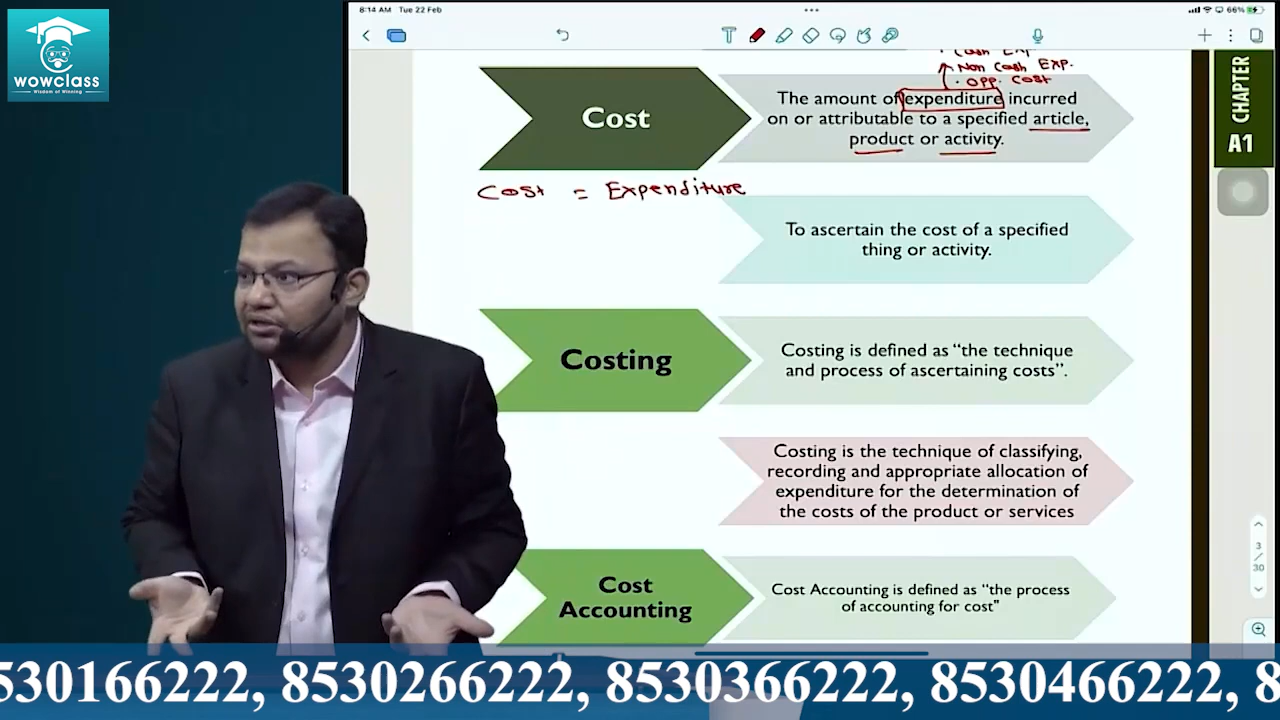 8:14 AM Tue 22 Feb
66%
wowclass
Wisdom of Winning
Non Cash Exp.
Opp. Cost
Cost
The amount of expenditure incurred
on or attributable to a specified article,
product or activity.
Cost = Expenditure
To ascertain the cost of a specified
thing or activity.
Costing
Costing is defined as “the technique
and process of ascertaining costs”.
Costing is the technique of classifying,
recording and appropriate allocation of
expenditure for the determination of
the costs of the product or services
Cost
Accounting
Cost Accounting is defined as “the process
of accounting for cost"
CHAPTER
A1
3
/
30
530166222, 8530266222, 8530366222, 8530466222, 8